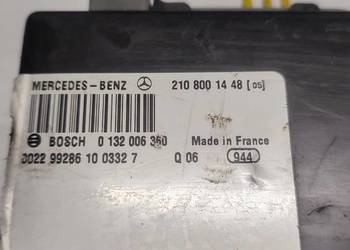 MERCEDES-BENZ 210 800 14 48 [05]
BOSCH 0 132 006 360 Made in France
0022 99286 10 0332 7 Q 06 944